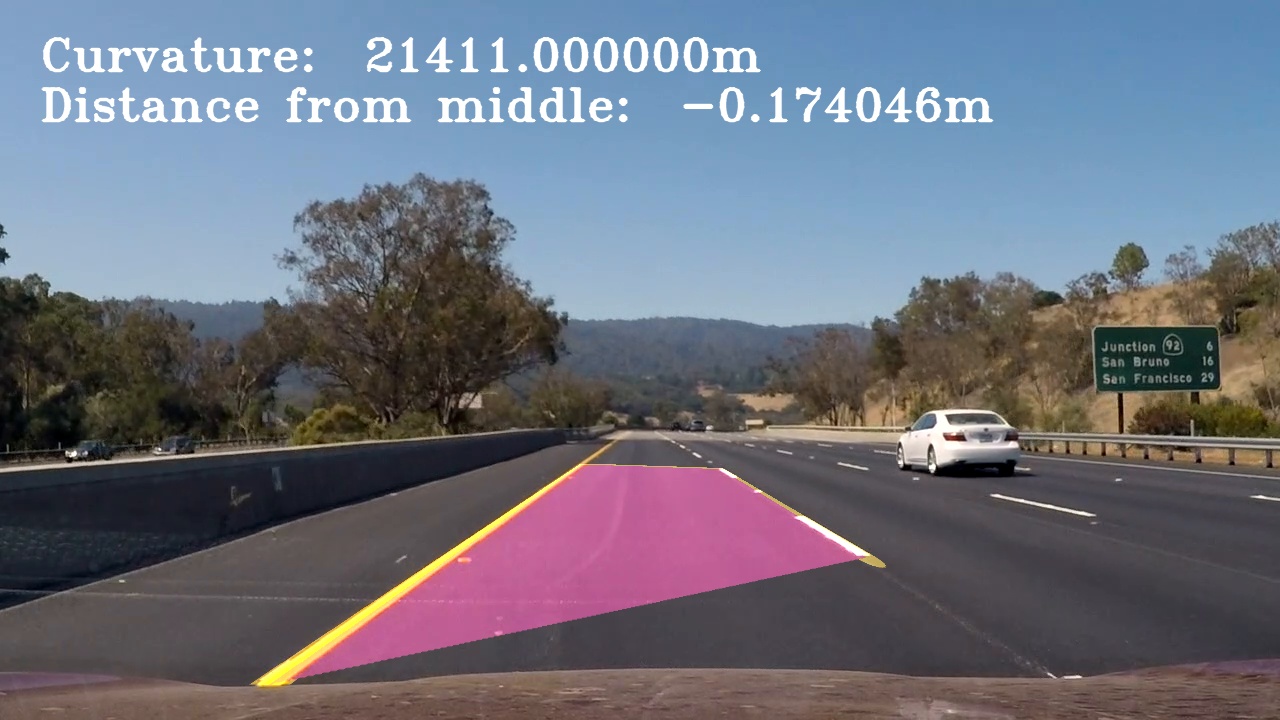 Curvature: 21411.000000m
Distance from middle: -0.174046m
Junction 92 6
San Bruno 16
San Francisco 29